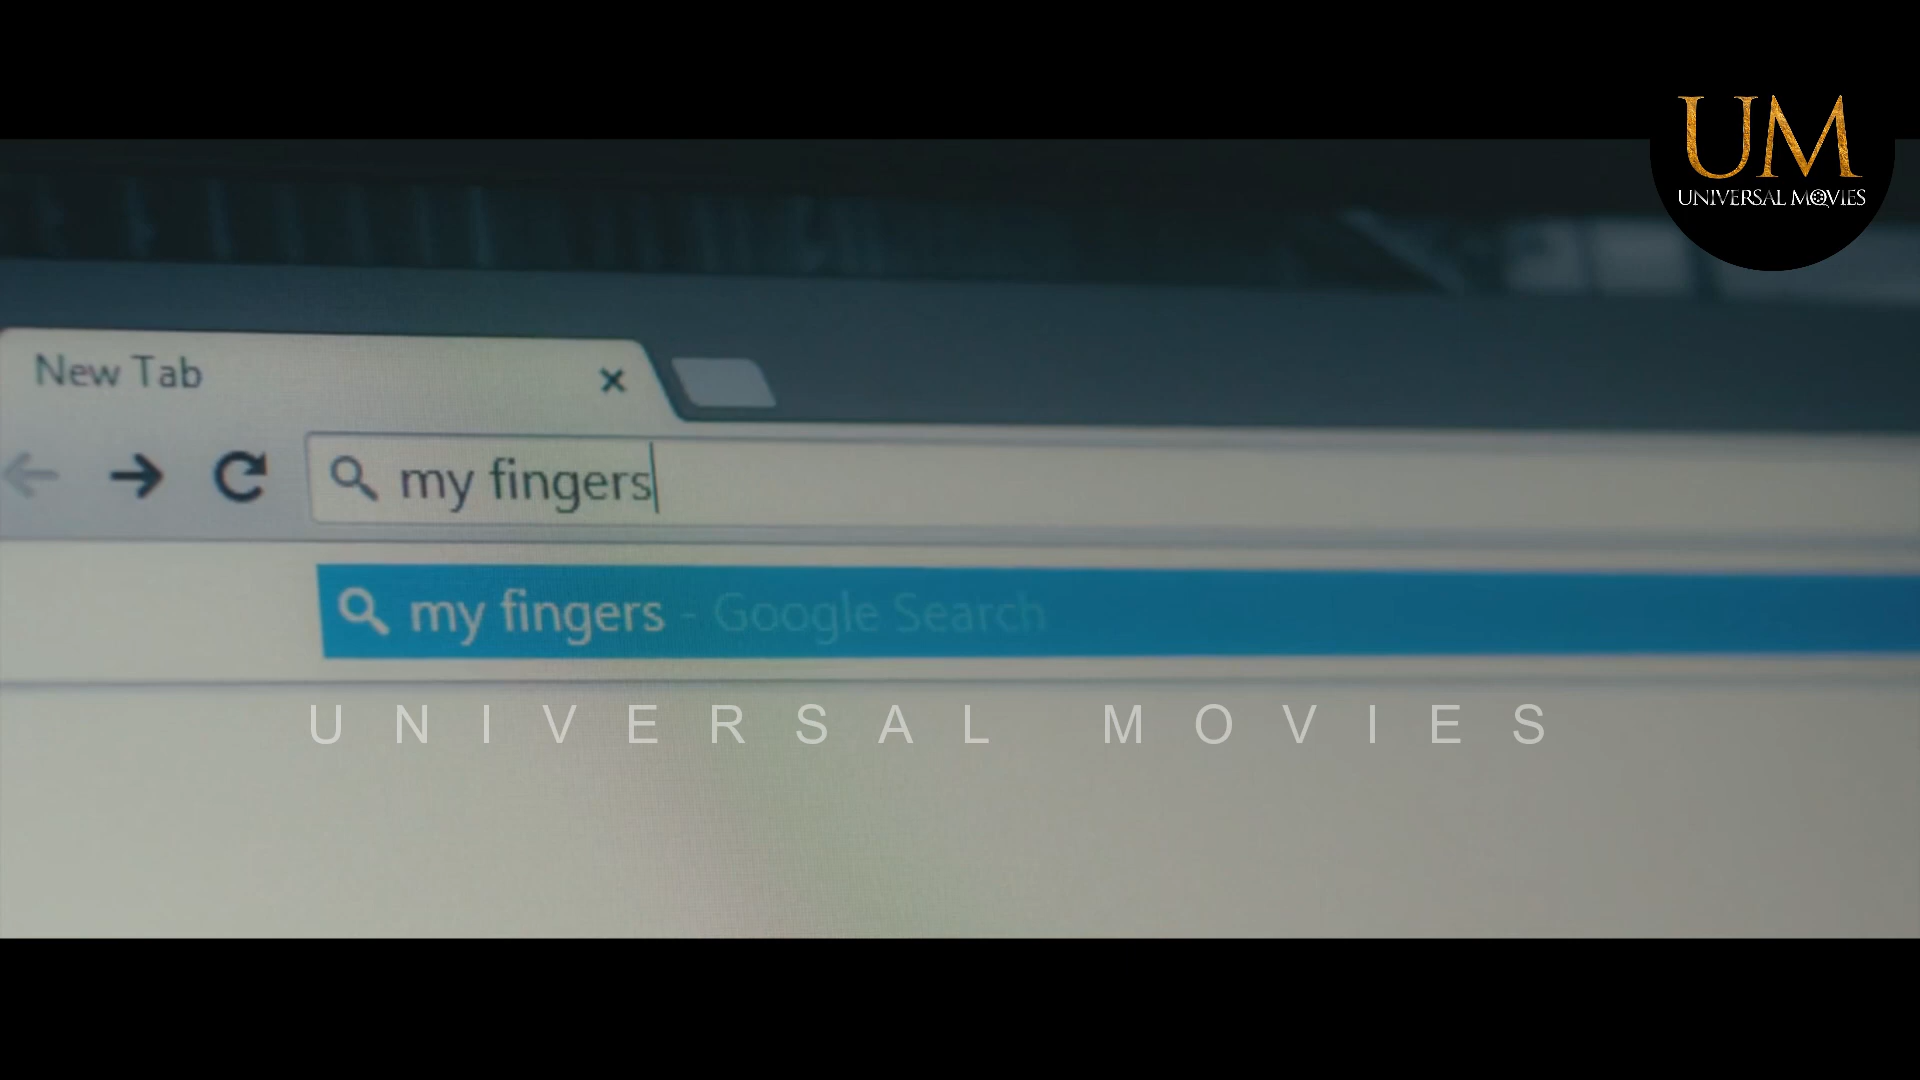 UM
UNIVERSAL MOVIES
New Tab
my fingers
my fingers - Google Search
UNIVERSAL MOVIES